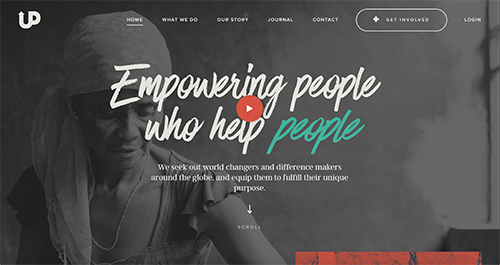 UP
HOME WHAT WE DO OUR STORY JOURNAL CONTACT GET INVOLVED LOGIN
Empowering people
who help people
We seek out world changers and difference makers
around the globe, and equip them to fulfill their unique
purpose.
SCROLL